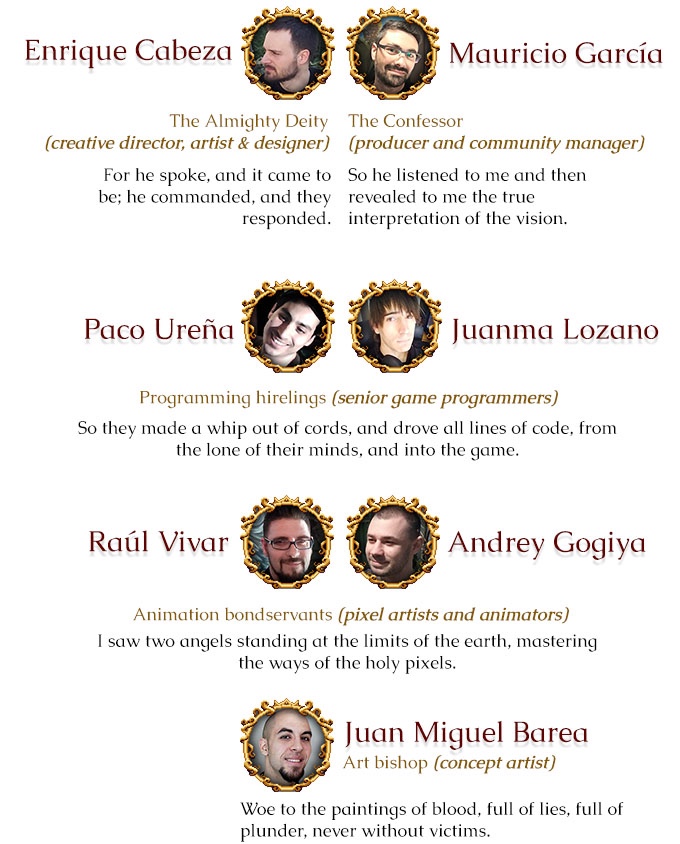 Enrique Cabeza
Mauricio García
The Almighty Deity
(creative director, artist & designer)
For he spoke, and it came to
be; he commanded, and they
responded.
The Confessor
(producer and community manager)
So he listened to me and then
revealed to me the true
interpretation of the vision.
Paco Ureña
Juanma Lozano
Programming hirelings (senior game programmers)
So they made a whip out of cords, and drove all lines of code, from
the lone of their minds, and into the game.
Raúl Vivar
Andrey Gogiya
Animation bondservants (pixel artists and animators)
I saw two angels standing at the limits of the earth, mastering
the ways of the holy pixels.
Juan Miguel Barea
Art bishop (concept artist)
Woe to the paintings of blood, full of lies, full of
plunder, never without victims.